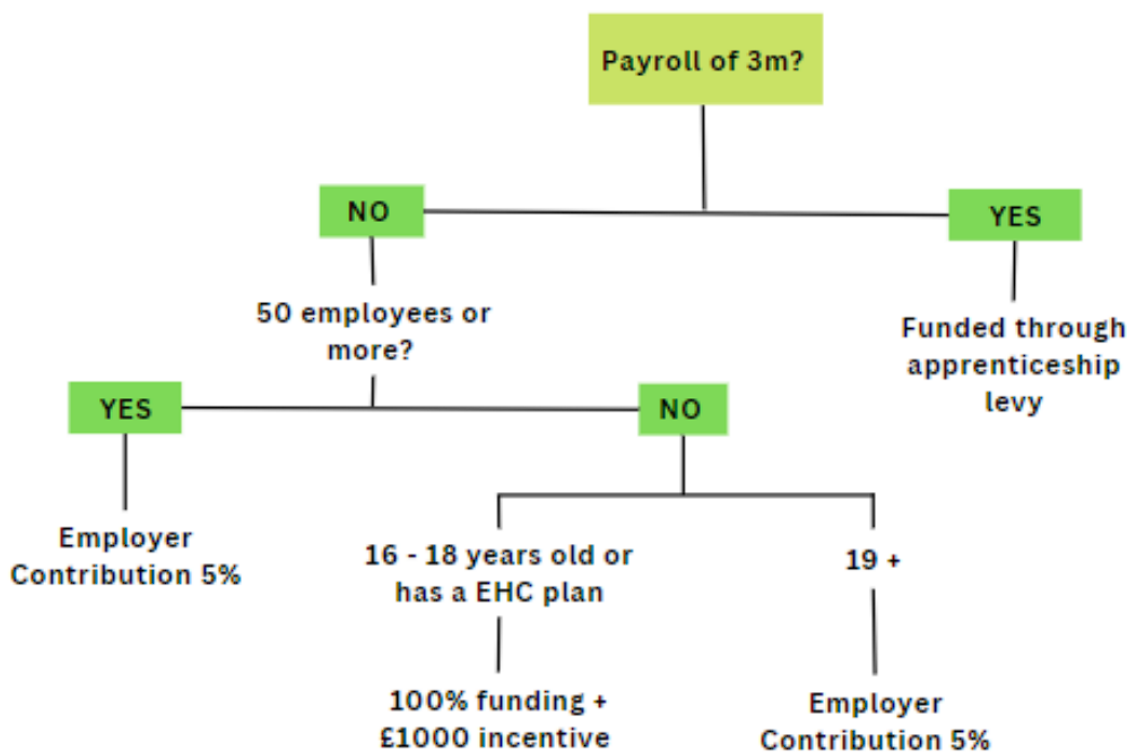 Payroll of 3m?
NO
YES
50 employees or
more?
Funded through
apprenticeship
levy
YES
NO
Employer
Contribution 5%
16 - 18 years old or
has a EHC plan
19 +
100% funding +
£1000 incentive
Employer
Contribution 5%